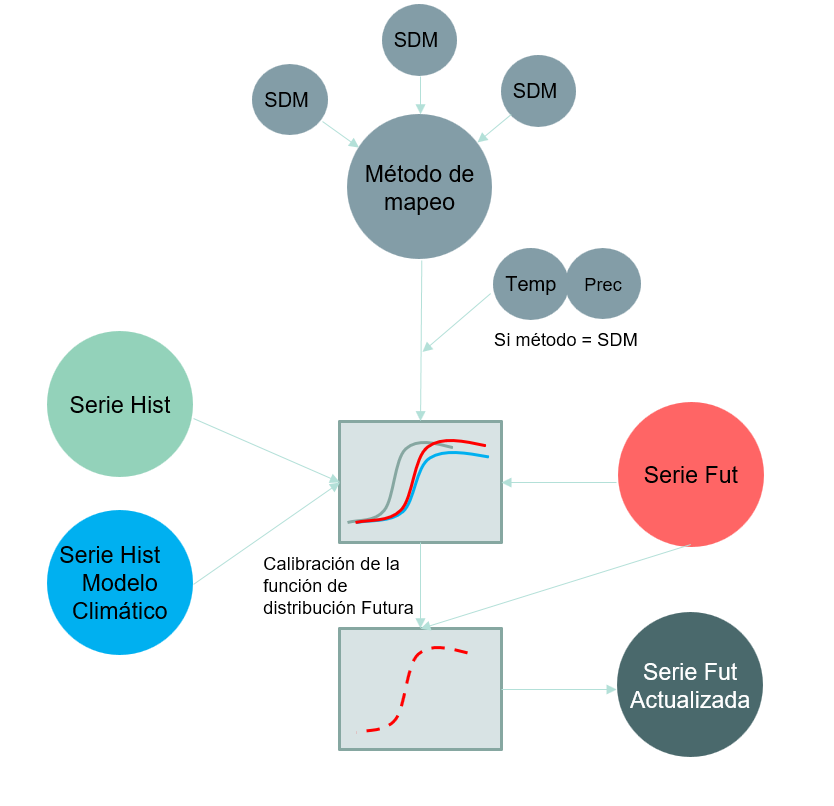 SDM
SDM
SDM
Método de
mapeo
Temp
Prec
Si método = SDM
Serie Hist
Serie Fut
Serie Hist
Modelo
Climático
Calibración de la
función de
distribución Futura
Serie Fut
Actualizada